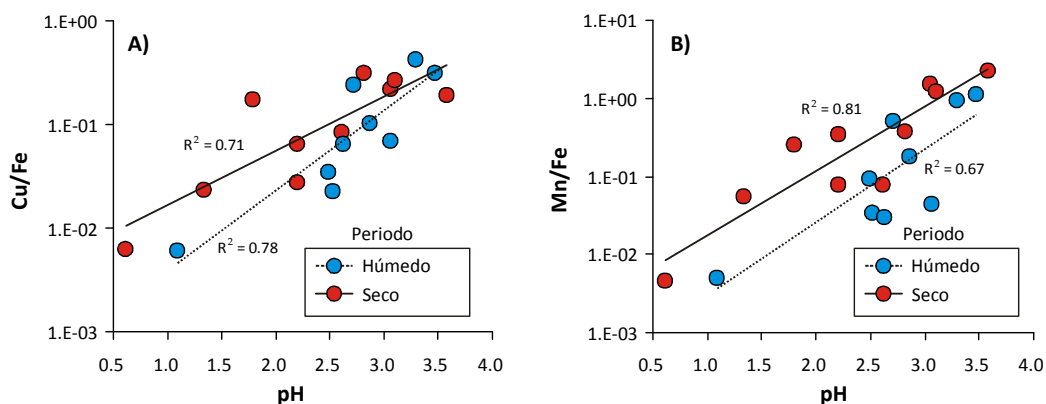 A)
1.E+00
1.E-01
1.E-02
1.E-03
Cu/Fe
R² = 0.71
R² = 0.78
Periodo
Húmedo
Seco
0.5 1.0 1.5 2.0 2.5 3.0 3.5 4.0
pH
B)
1.E+01
1.E+00
1.E-01
1.E-02
1.E-03
Mn/Fe
R² = 0.81
R² = 0.67
Periodo
Húmedo
Seco
0.5 1.0 1.5 2.0 2.5 3.0 3.5 4.0
pH